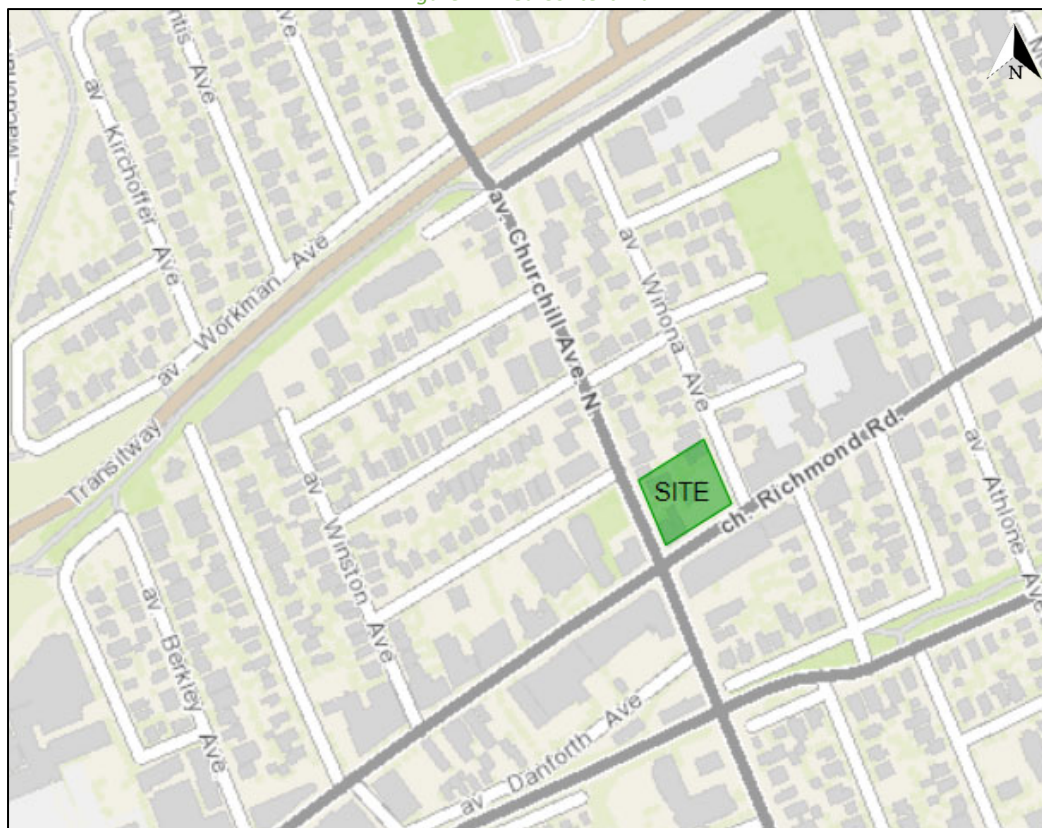 N
av Kirchoffer Ave
av Workman Ave
Transitway
av. Churchill Ave. N.
av Winona Ave
SITE
ch. Richmond Rd.
av Athlone Ave
av Winston Ave
av Berkley Ave
av Danforth Ave
Ave